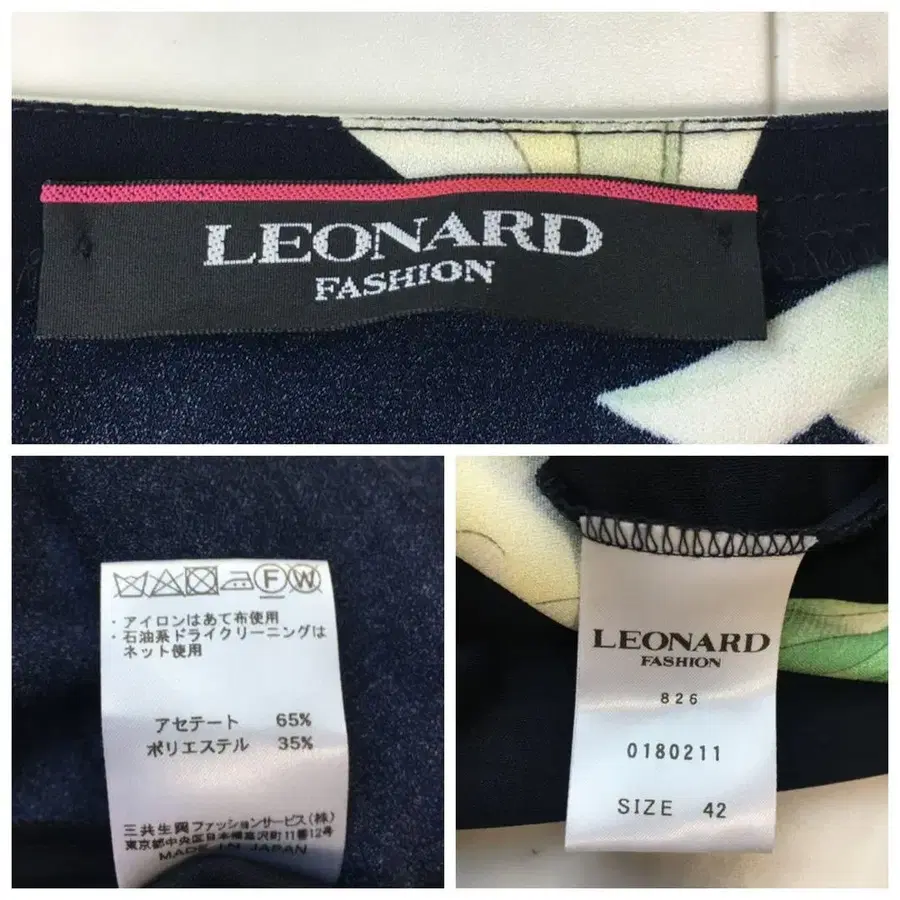 LEONARD
FASHION
F W
・アイロンはあて布使用
・石油系ドライクリーニングは
ネット使用
アセテート 65%
ポリエステル 35%
三共生興ファッションサービス(株)
東京都中央区日本橋富沢町11番12号
MADE IN JAPAN
LEONARD
FASHION
826
0180211
SIZE 42